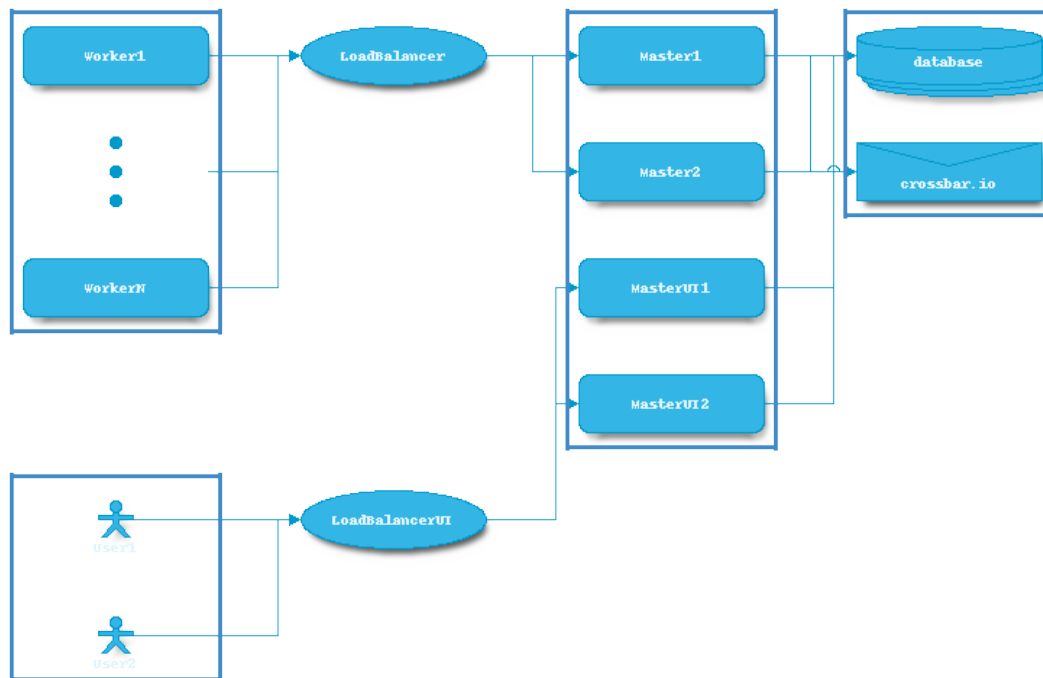 Worker1
LoadBalancer
Master1
database
Master2
crossbar.io
WorkerN
MasterUI1
MasterUI2
LoadBalancerUI
User1
User2